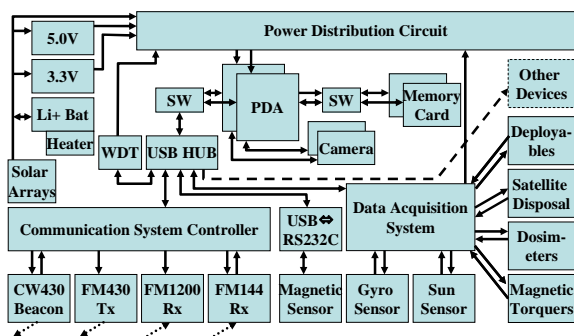 Power Distribution Circuit
5.0V
3.3V
Li+ Bat
Heater
Solar
Arrays
WDT
SW
USB HUB
PDA
SW
Memory
Card
Camera
Other
Devices
Deploya-
bles
Satellite
Disposal
Dosim-
eters
Magnetic
Torquers
Communication System Controller
USB⇔
RS232C
Data Acquisition
System
CW430
Beacon
FM430
Tx
FM1200
Rx
FM144
Rx
Magnetic
Sensor
Gyro
Sensor
Sun
Sensor